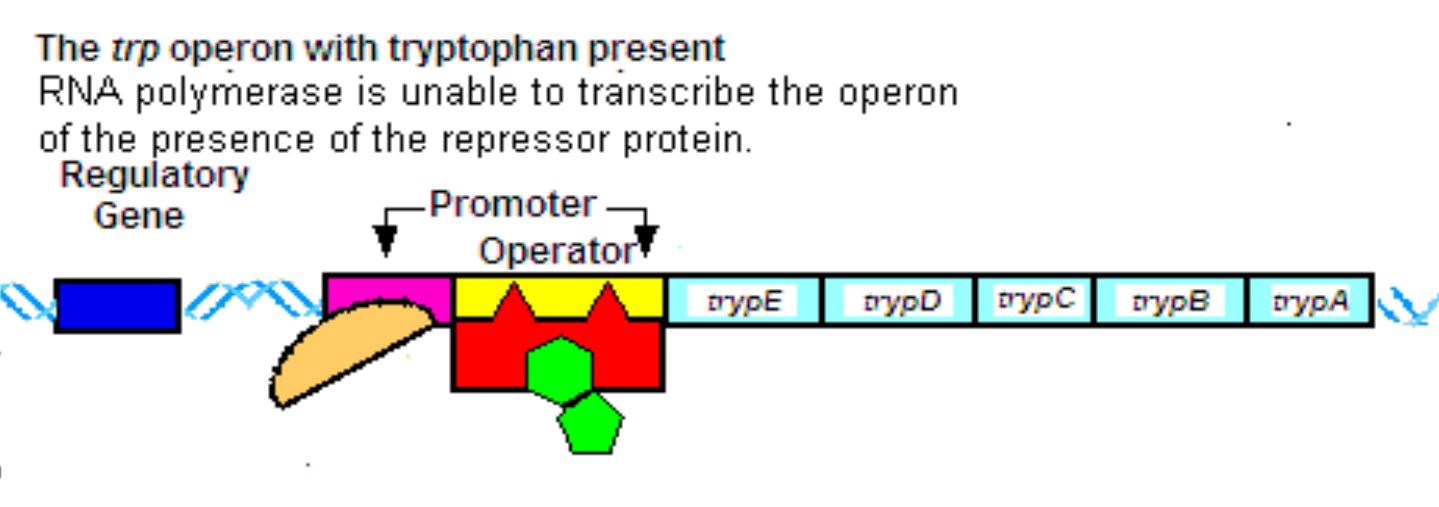 The trp operon with tryptophan present
RNA polymerase is unable to transcribe the operon
of the presence of the repressor protein.
Regulatory
Gene
Promoter
Operator
trypE trypD trypC trypB trypA